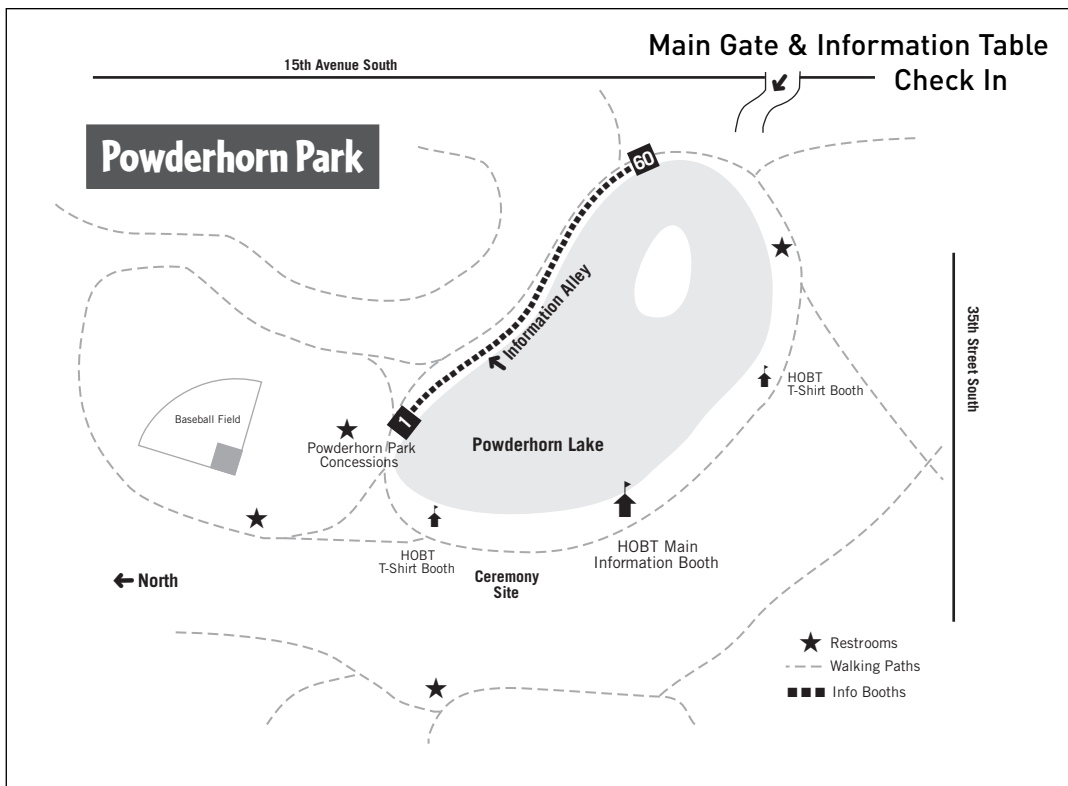 Main Gate & Information Table
Check In
15th Avenue South
Powderhorn Park
60
Information Alley
35th Street South
HOBT
T-Shirt Booth
Baseball Field
1
Powderhorn Park
Concessions
Powderhorn Lake
HOBT
T-Shirt Booth
HOBT Main
Information Booth
Ceremony
Site
North
Restrooms
Walking Paths
Info Booths